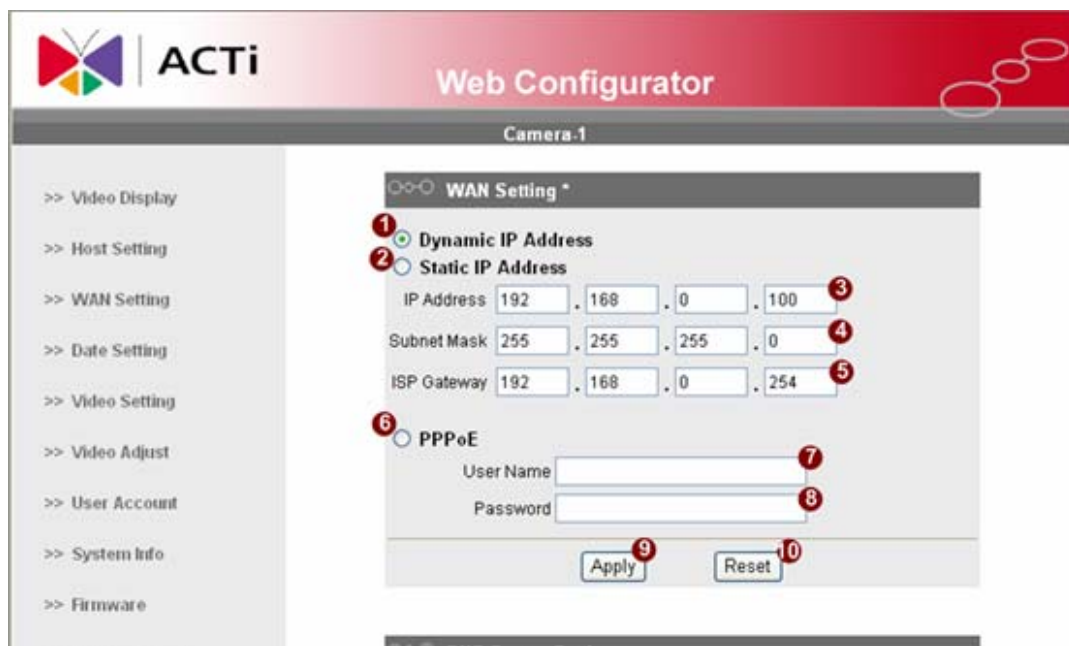 ACTi
Web Configurator
Camera-1
>> Video Display
>> Host Setting
>> WAN Setting
>> Date Setting
>> Video Setting
>> Video Adjust
>> User Account
>> System Info
>> Firmware
WAN Setting *
1 Dynamic IP Address
2 Static IP Address
IP Address 192 . 168 . 0 . 100 3
Subnet Mask 255 . 255 . 255 . 0 4
ISP Gateway 192 . 168 . 0 . 254 5
6 PPPoE
User Name 7
Password 8
Apply 9 Reset 10